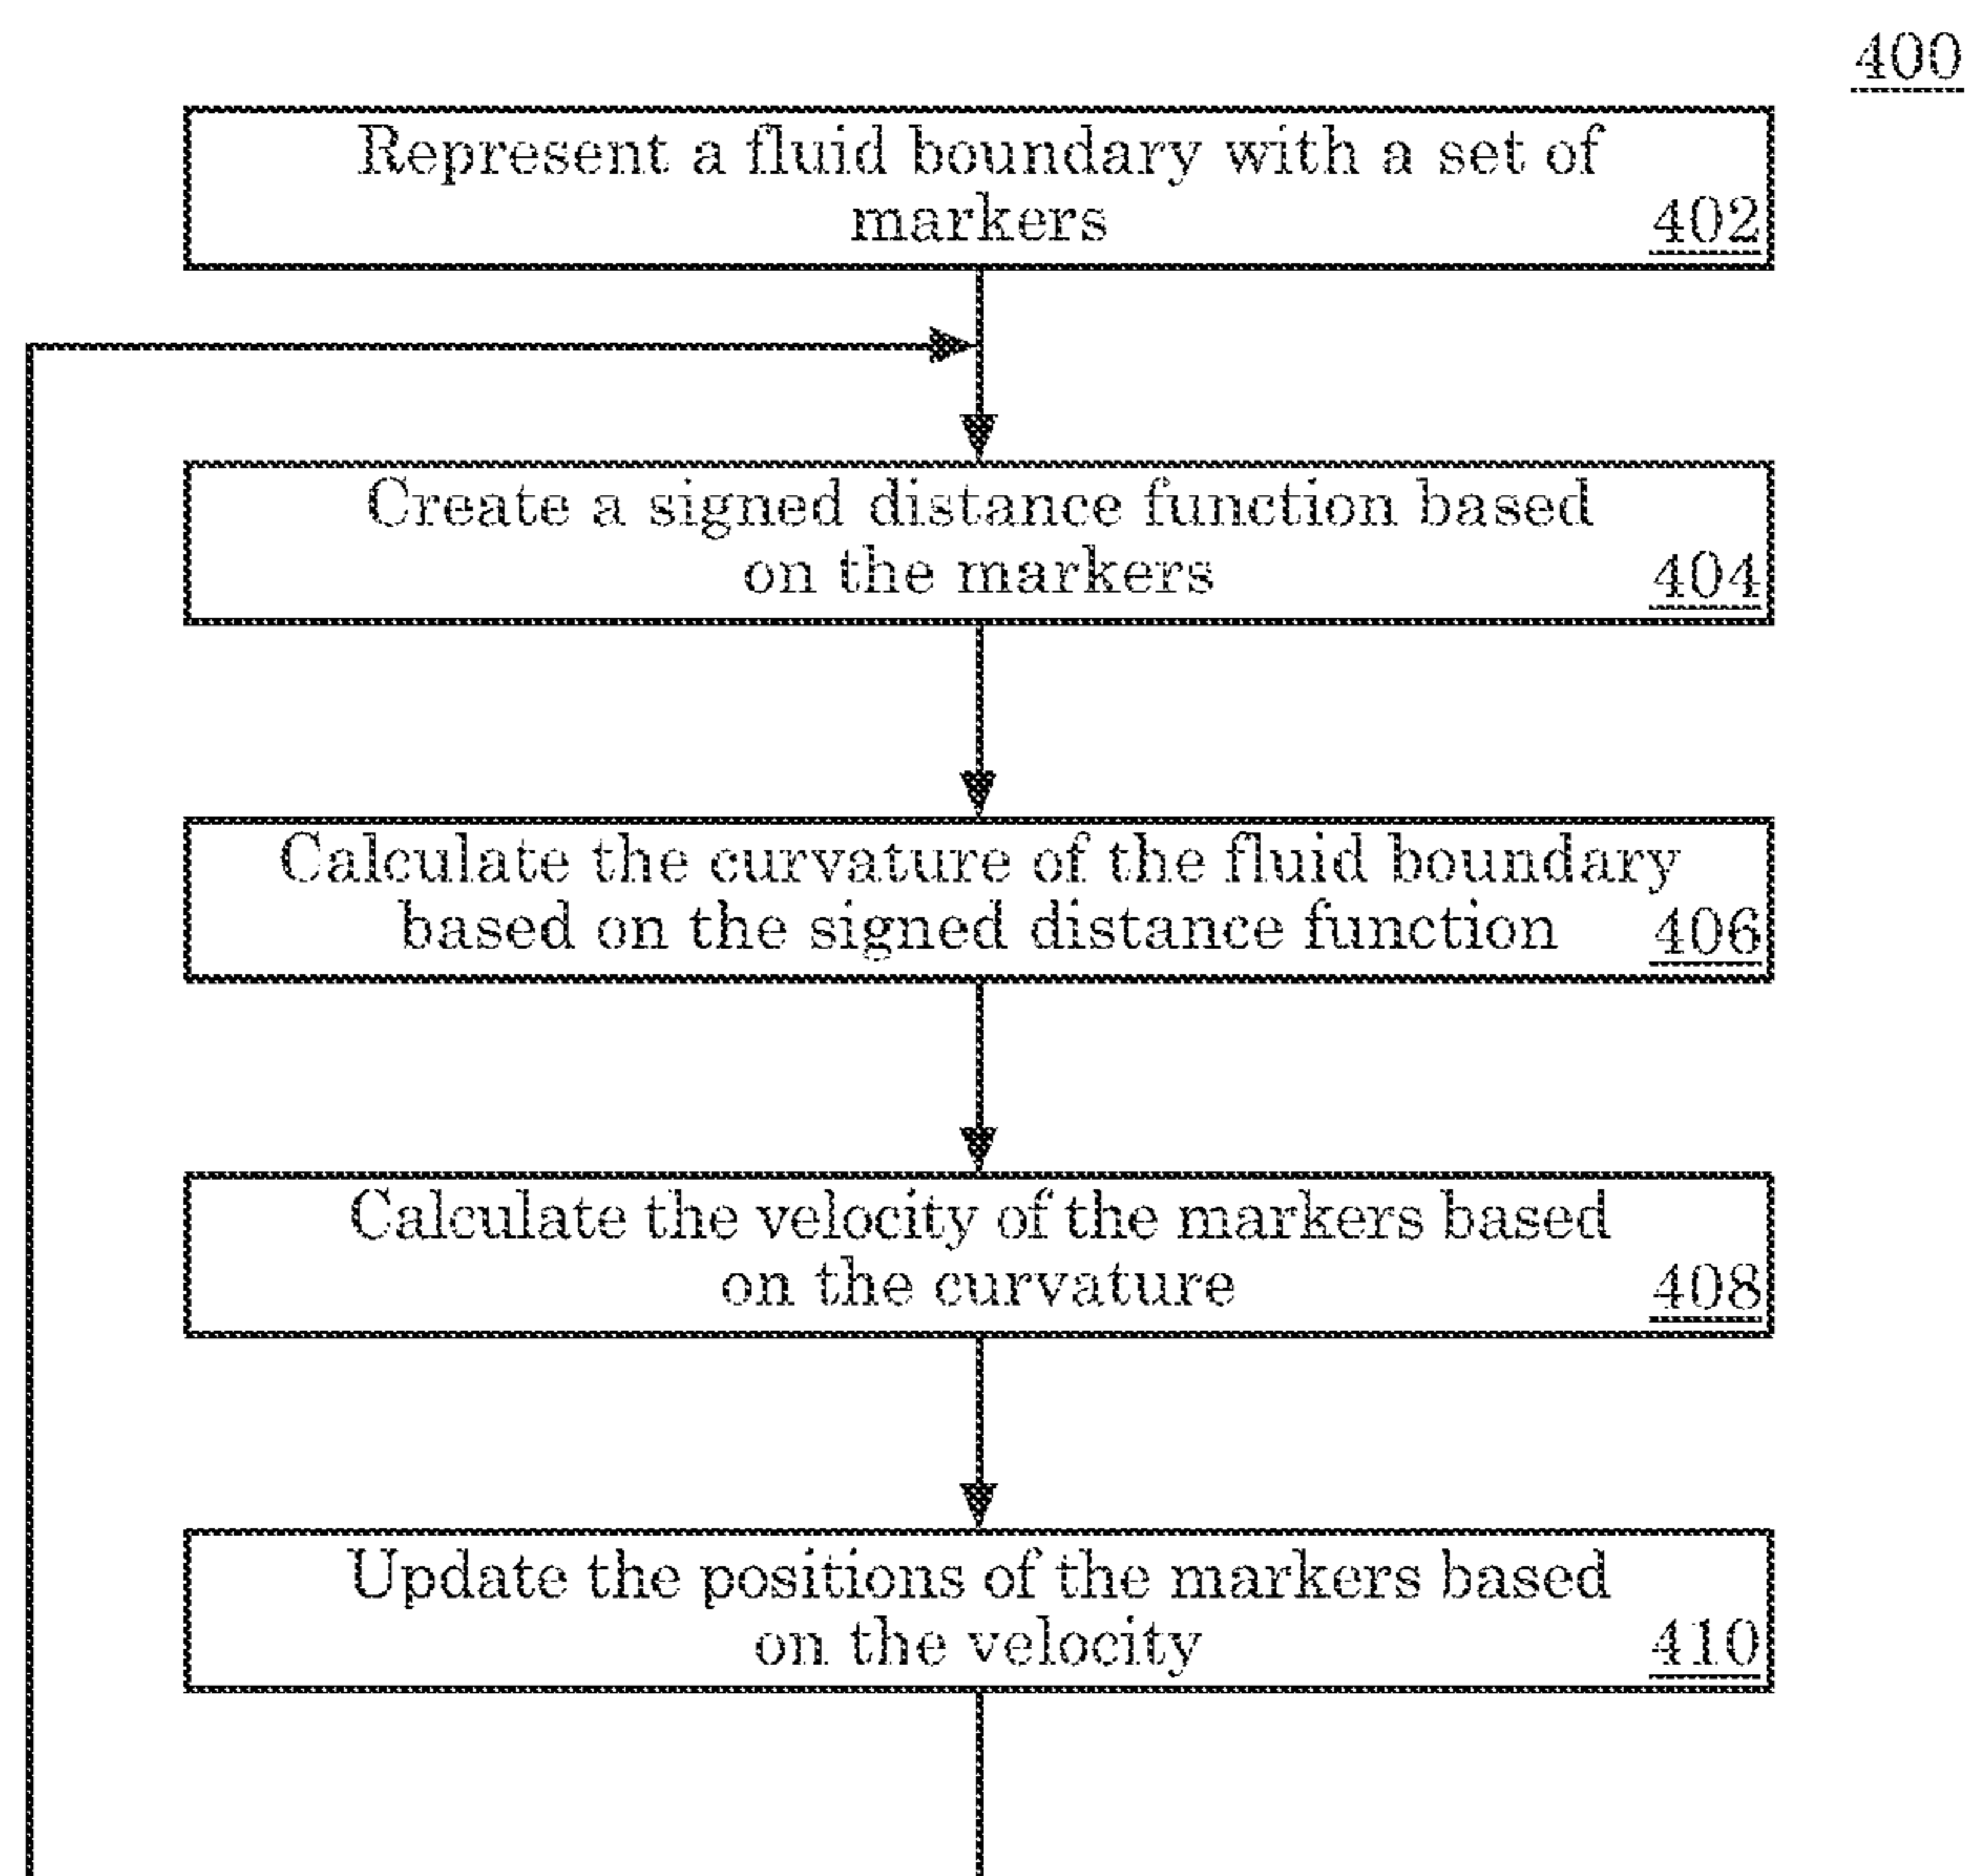 400
Represent a fluid boundary with a set of
markers
402
Create a signed distance function based
on the markers
404
Calculate the curvature of the fluid boundary
based on the signed distance function
406
Calculate the velocity of the markers based
on the curvature
408
Update the positions of the markers based
on the velocity
410